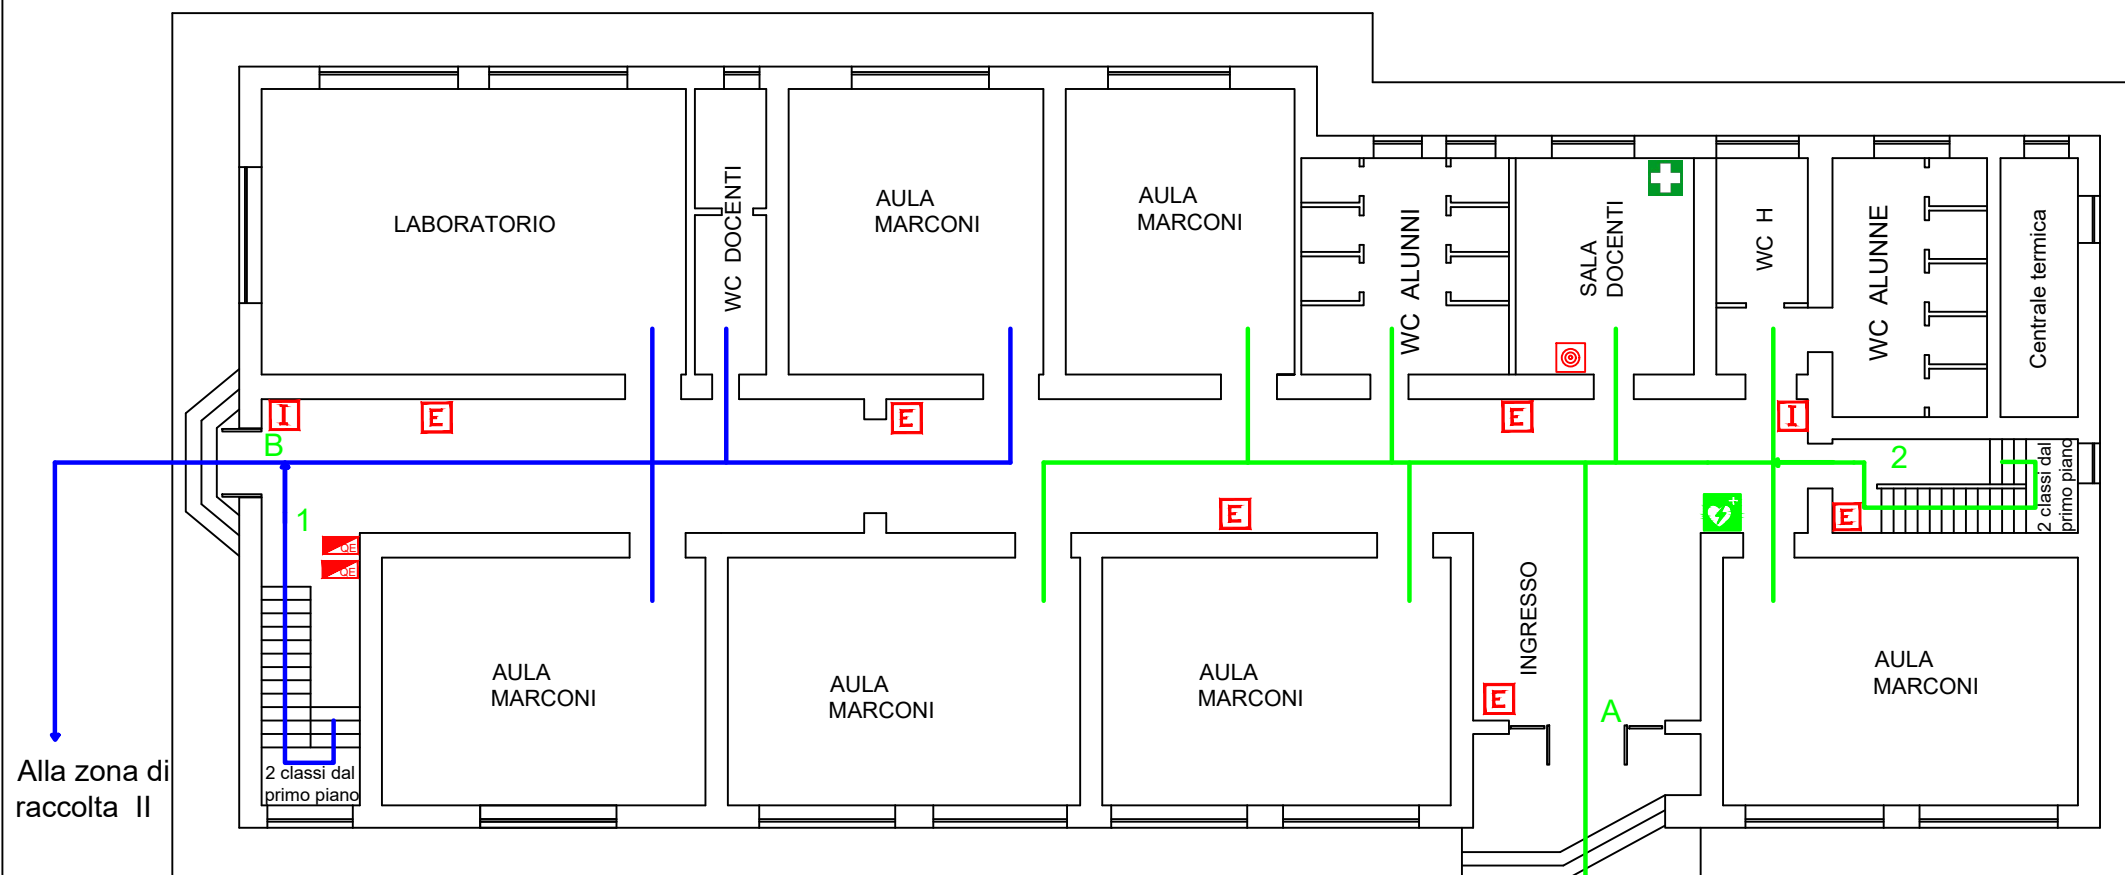 LABORATORIO
WC DOCENTI
AULA
MARCONI
AULA
MARCONI
WC ALUNNI
SALA
DOCENTI
WC H
WC ALUNNE
Centrale termica
I
E
E
E
I
B
2
1
E
E
2 classi dal
primo piano
QE
QE
INGRESSO
AULA
MARCONI
AULA
MARCONI
AULA
MARCONI
E
A
AULA
MARCONI
Alla zona di
raccolta II
2 classi dal
primo piano